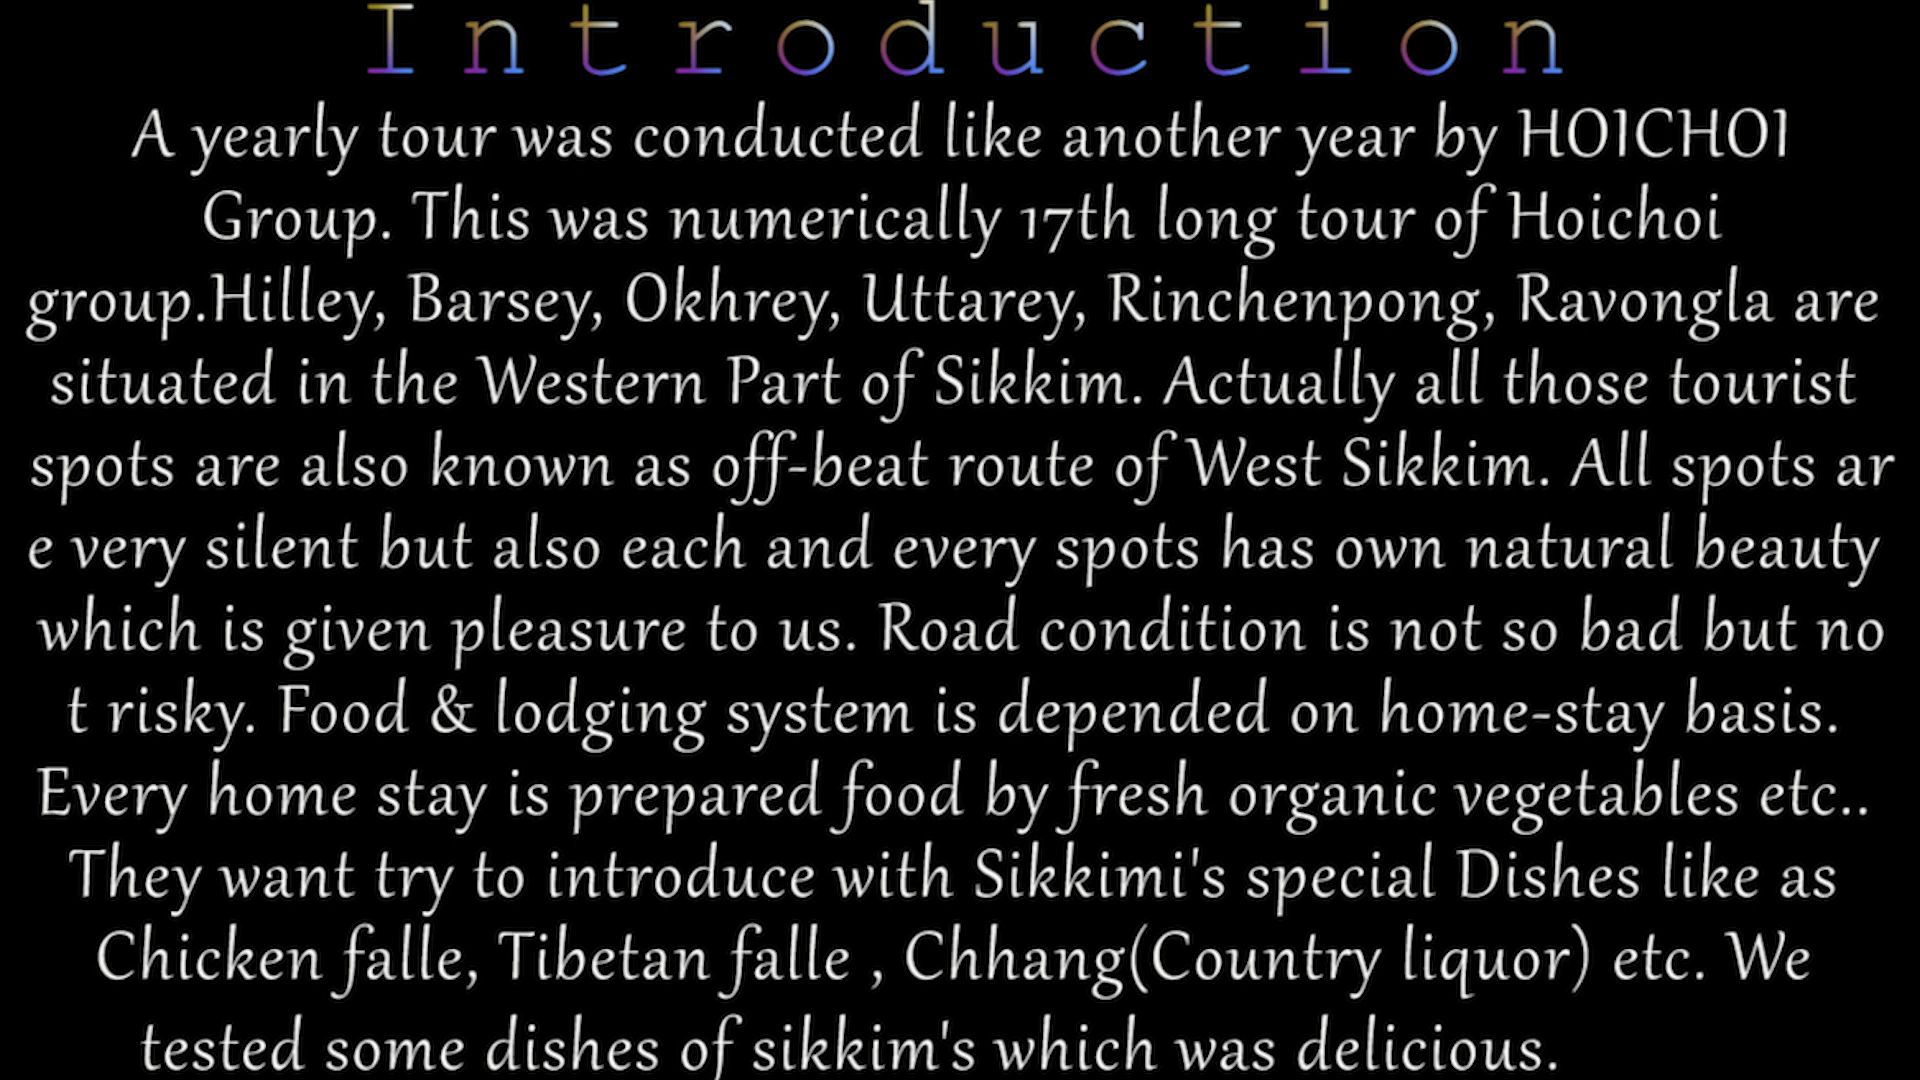 Introduction
A yearly tour was conducted like another year by HOICHOI
Group. This was numerically 17th long tour of Hoichoi
group.Hilley, Barsey, Okhrey, Uttarey, Rinchenpong, Ravongla are
situated in the Western Part of Sikkim. Actually all those tourist
spots are also known as off-beat route of West Sikkim. All spots ar
e very silent but also each and every spots has own natural beauty
which is given pleasure to us. Road condition is not so bad but no
t risky. Food & lodging system is depended on home-stay basis.
Every home stay is prepared food by fresh organic vegetables etc..
They want try to introduce with Sikkimi's special Dishes like as
Chicken falle, Tibetan falle , Chhang(Country liquor) etc. We
tested some dishes of sikkim's which was delicious.